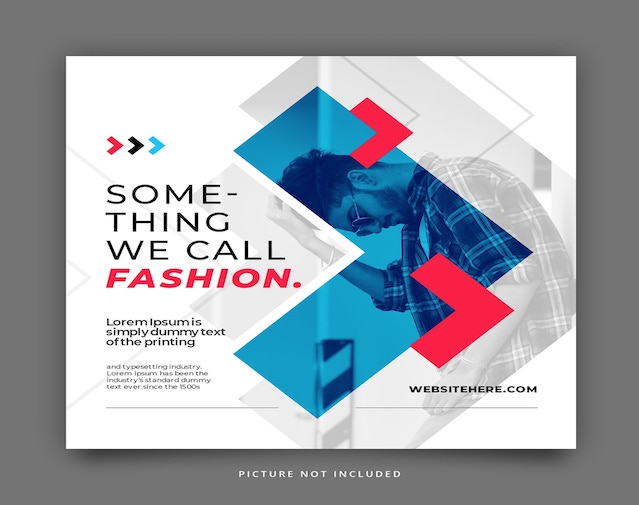 SOME-
THING
WE CALL
FASHION.
Lorem Ipsum is
simply dummy text
of the printing
and typesetting industry.
Lorem Ipsum has been the
industry's standard dummy
text ever since the 1500s
WEBSITEHERE.COM
PICTURE NOT INCLUDED